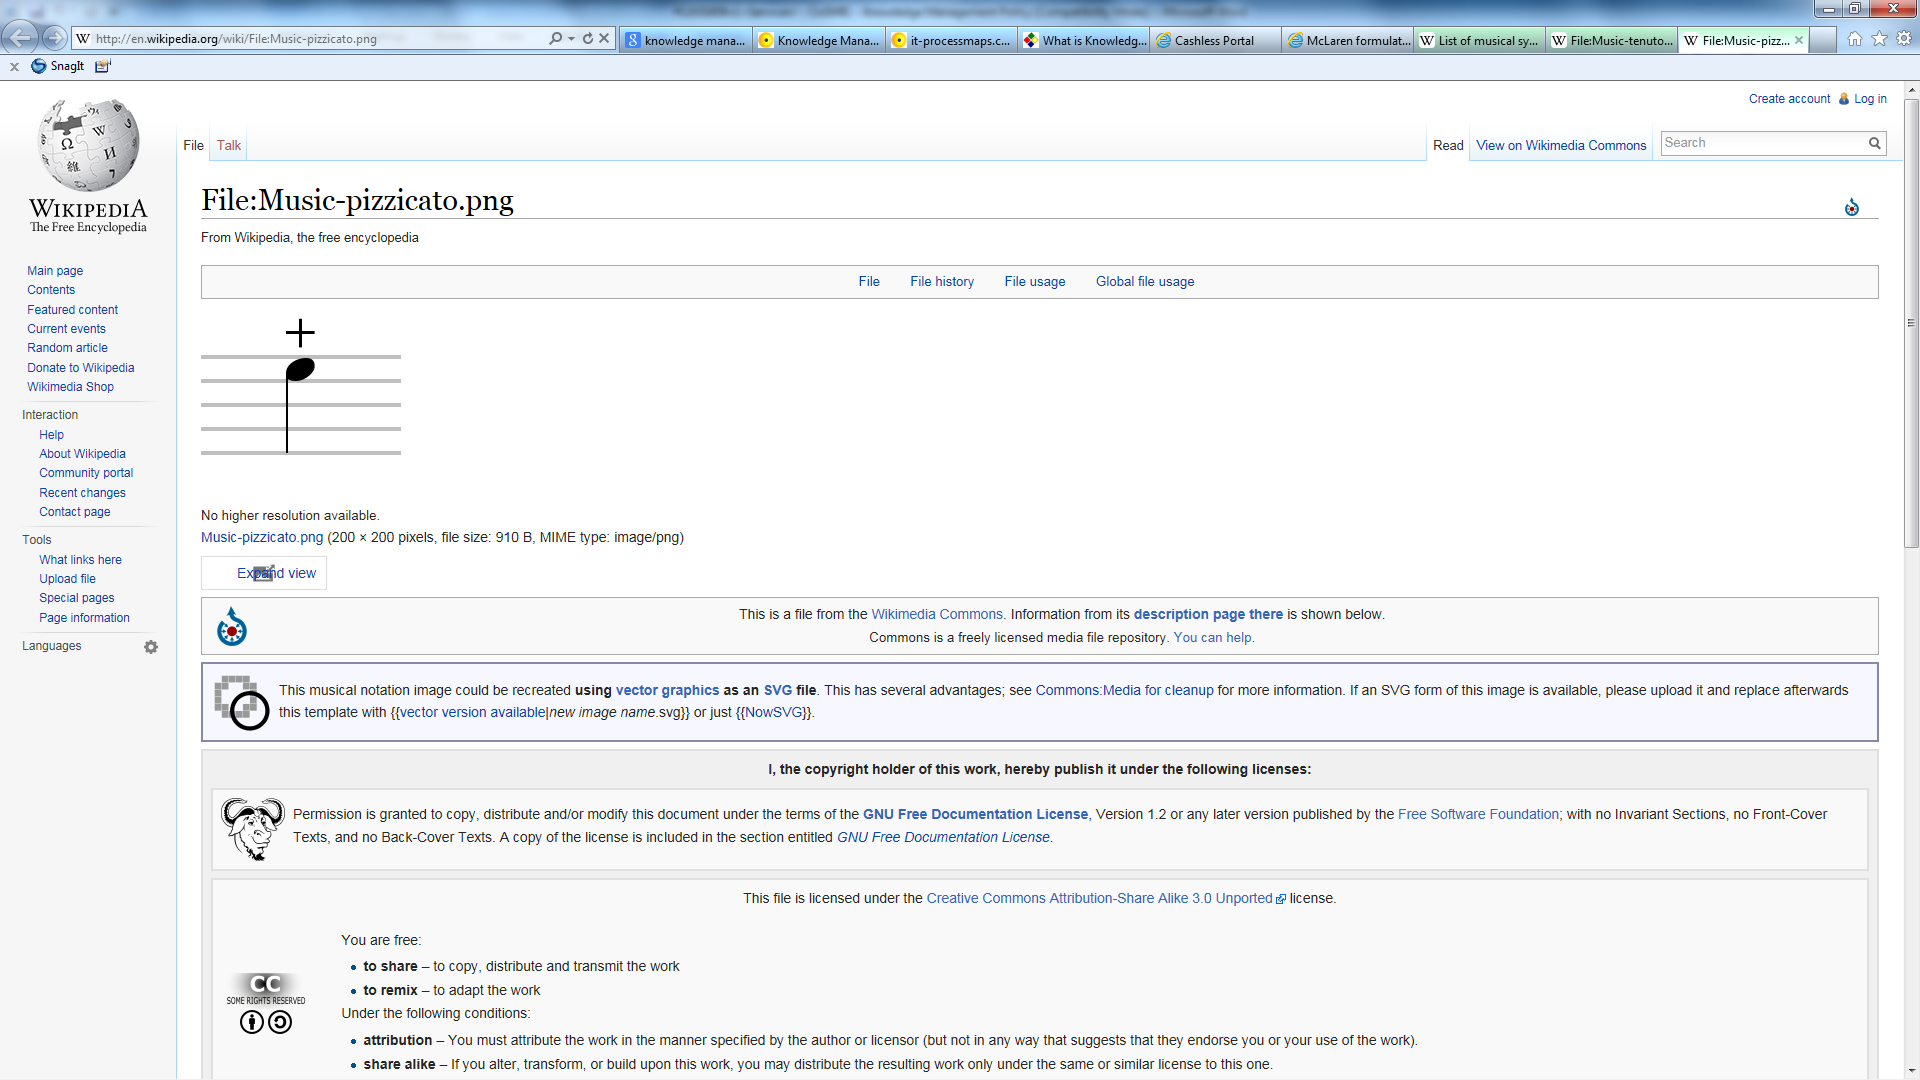 http://en.wikipedia.org/wiki/File:Music-pizzicato.png
knowledge mana...
Knowledge Mana...
it-processmaps.c...
What is Knowledg...
Cashless Portal
McLaren formulat...
List of musical sy...
File:Music-tenuto...
File:Music-pizz...
SnagIt
Create account
Log in
File
Talk
Read
View on Wikimedia Commons
Search
WIKIPEDIA
The Free Encyclopedia
Main page
Contents
Featured content
Current events
Random article
Donate to Wikipedia
Wikimedia Shop
Interaction
Help
About Wikipedia
Community portal
Recent changes
Contact page
Tools
What links here
Upload file
Special pages
Page information
Languages
File:Music-pizzicato.png
From Wikipedia, the free encyclopedia
File
File history
File usage
Global file usage
No higher resolution available.
Music-pizzicato.png (200 × 200 pixels, file size: 910 B, MIME type: image/png)
Expand view
This is a file from the Wikimedia Commons. Information from its description page there is shown below.
Commons is a freely licensed media file repository. You can help.
This musical notation image could be recreated using vector graphics as an SVG file. This has several advantages; see Commons:Media for cleanup for more information. If an SVG form of this image is available, please upload it and replace afterwards
this template with {{vector version available|new image name.svg}} or just {{NowSVG}}.
I, the copyright holder of this work, hereby publish it under the following licenses:
Permission is granted to copy, distribute and/or modify this document under the terms of the GNU Free Documentation License, Version 1.2 or any later version published by the Free Software Foundation; with no Invariant Sections, no Front-Cover
Texts, and no Back-Cover Texts. A copy of the license is included in the section entitled GNU Free Documentation License.
This file is licensed under the Creative Commons Attribution-Share Alike 3.0 Unported license.
CC
SOME RIGHTS RESERVED
You are free:
to share – to copy, distribute and transmit the work
to remix – to adapt the work
Under the following conditions:
attribution – You must attribute the work in the manner specified by the author or licensor (but not in any way that suggests that they endorse you or your use of the work).
share alike – If you alter, transform, or build upon this work, you may distribute the resulting work only under the same or similar license to this one.